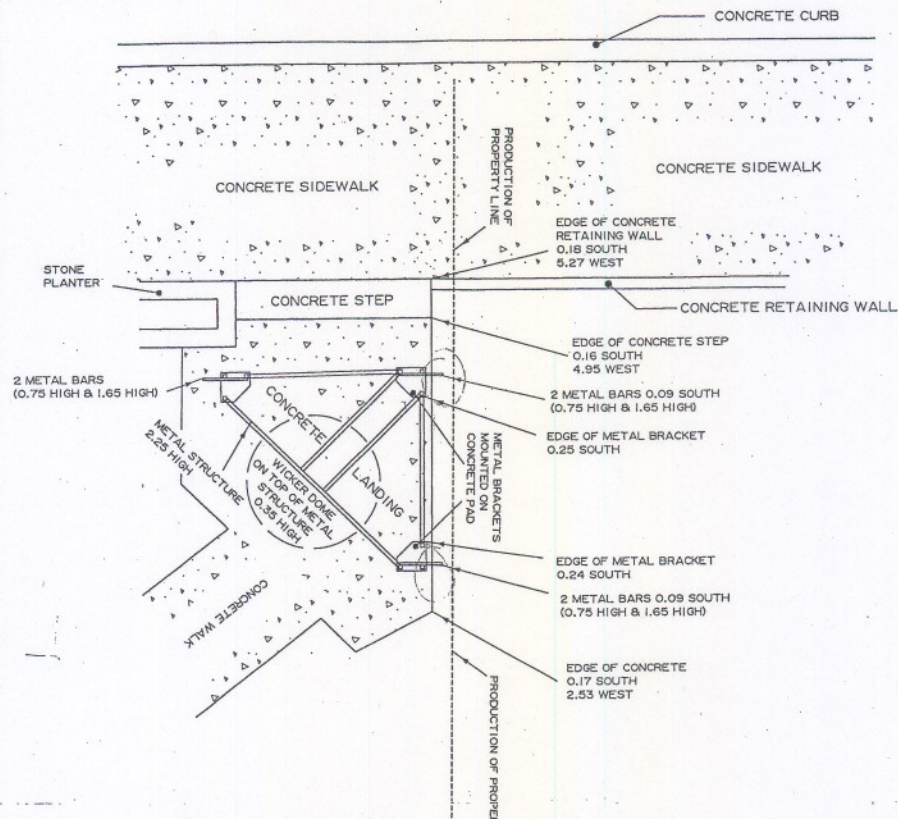 CONCRETE CURB
PRODUCTION OF
PROPERTY LINE
CONCRETE SIDEWALK
CONCRETE SIDEWALK
EDGE OF CONCRETE
RETAINING WALL
0.18 SOUTH
5.27 WEST
STONE
PLANTER
CONCRETE STEP
CONCRETE RETAINING WALL
EDGE OF CONCRETE STEP
0.16 SOUTH
4.95 WEST
2 METAL BARS
(0.75 HIGH & 1.65 HIGH)
2 METAL BARS 0.09 SOUTH
(0.75 HIGH & 1.65 HIGH)
EDGE OF METAL BRACKET
0.25 SOUTH
METAL STRUCTURE
2.25 HIGH
CONCRETE
LANDING
WICKER DOME
ON TOP OF METAL
STRUCTURE
0.35 HIGH
METAL BRACKETS
MOUNTED ON
CONCRETE PAD
EDGE OF METAL BRACKET
0.24 SOUTH
2 METAL BARS 0.09 SOUTH
(0.75 HIGH & 1.65 HIGH)
CONCRETE WALK
EDGE OF CONCRETE
0.17 SOUTH
2.53 WEST
PRODUCTION OF PROPE